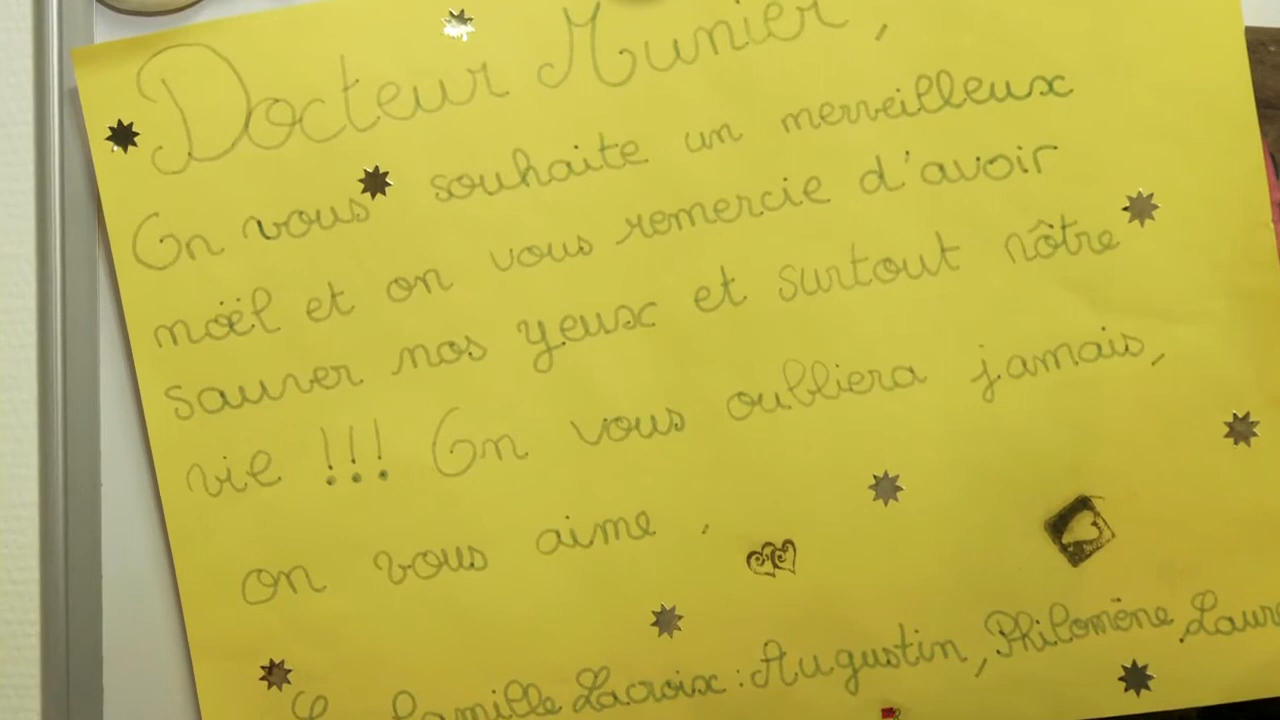 Docteur Munier,
On vous souhaite un merveilleux
noël et on vous remercie d'avoir
sauver nos yeux et surtout nôtre
vie !!! On vous oubliera jamais,
on vous aime .
famille Lacroix : Augustin, Philomène, Laure